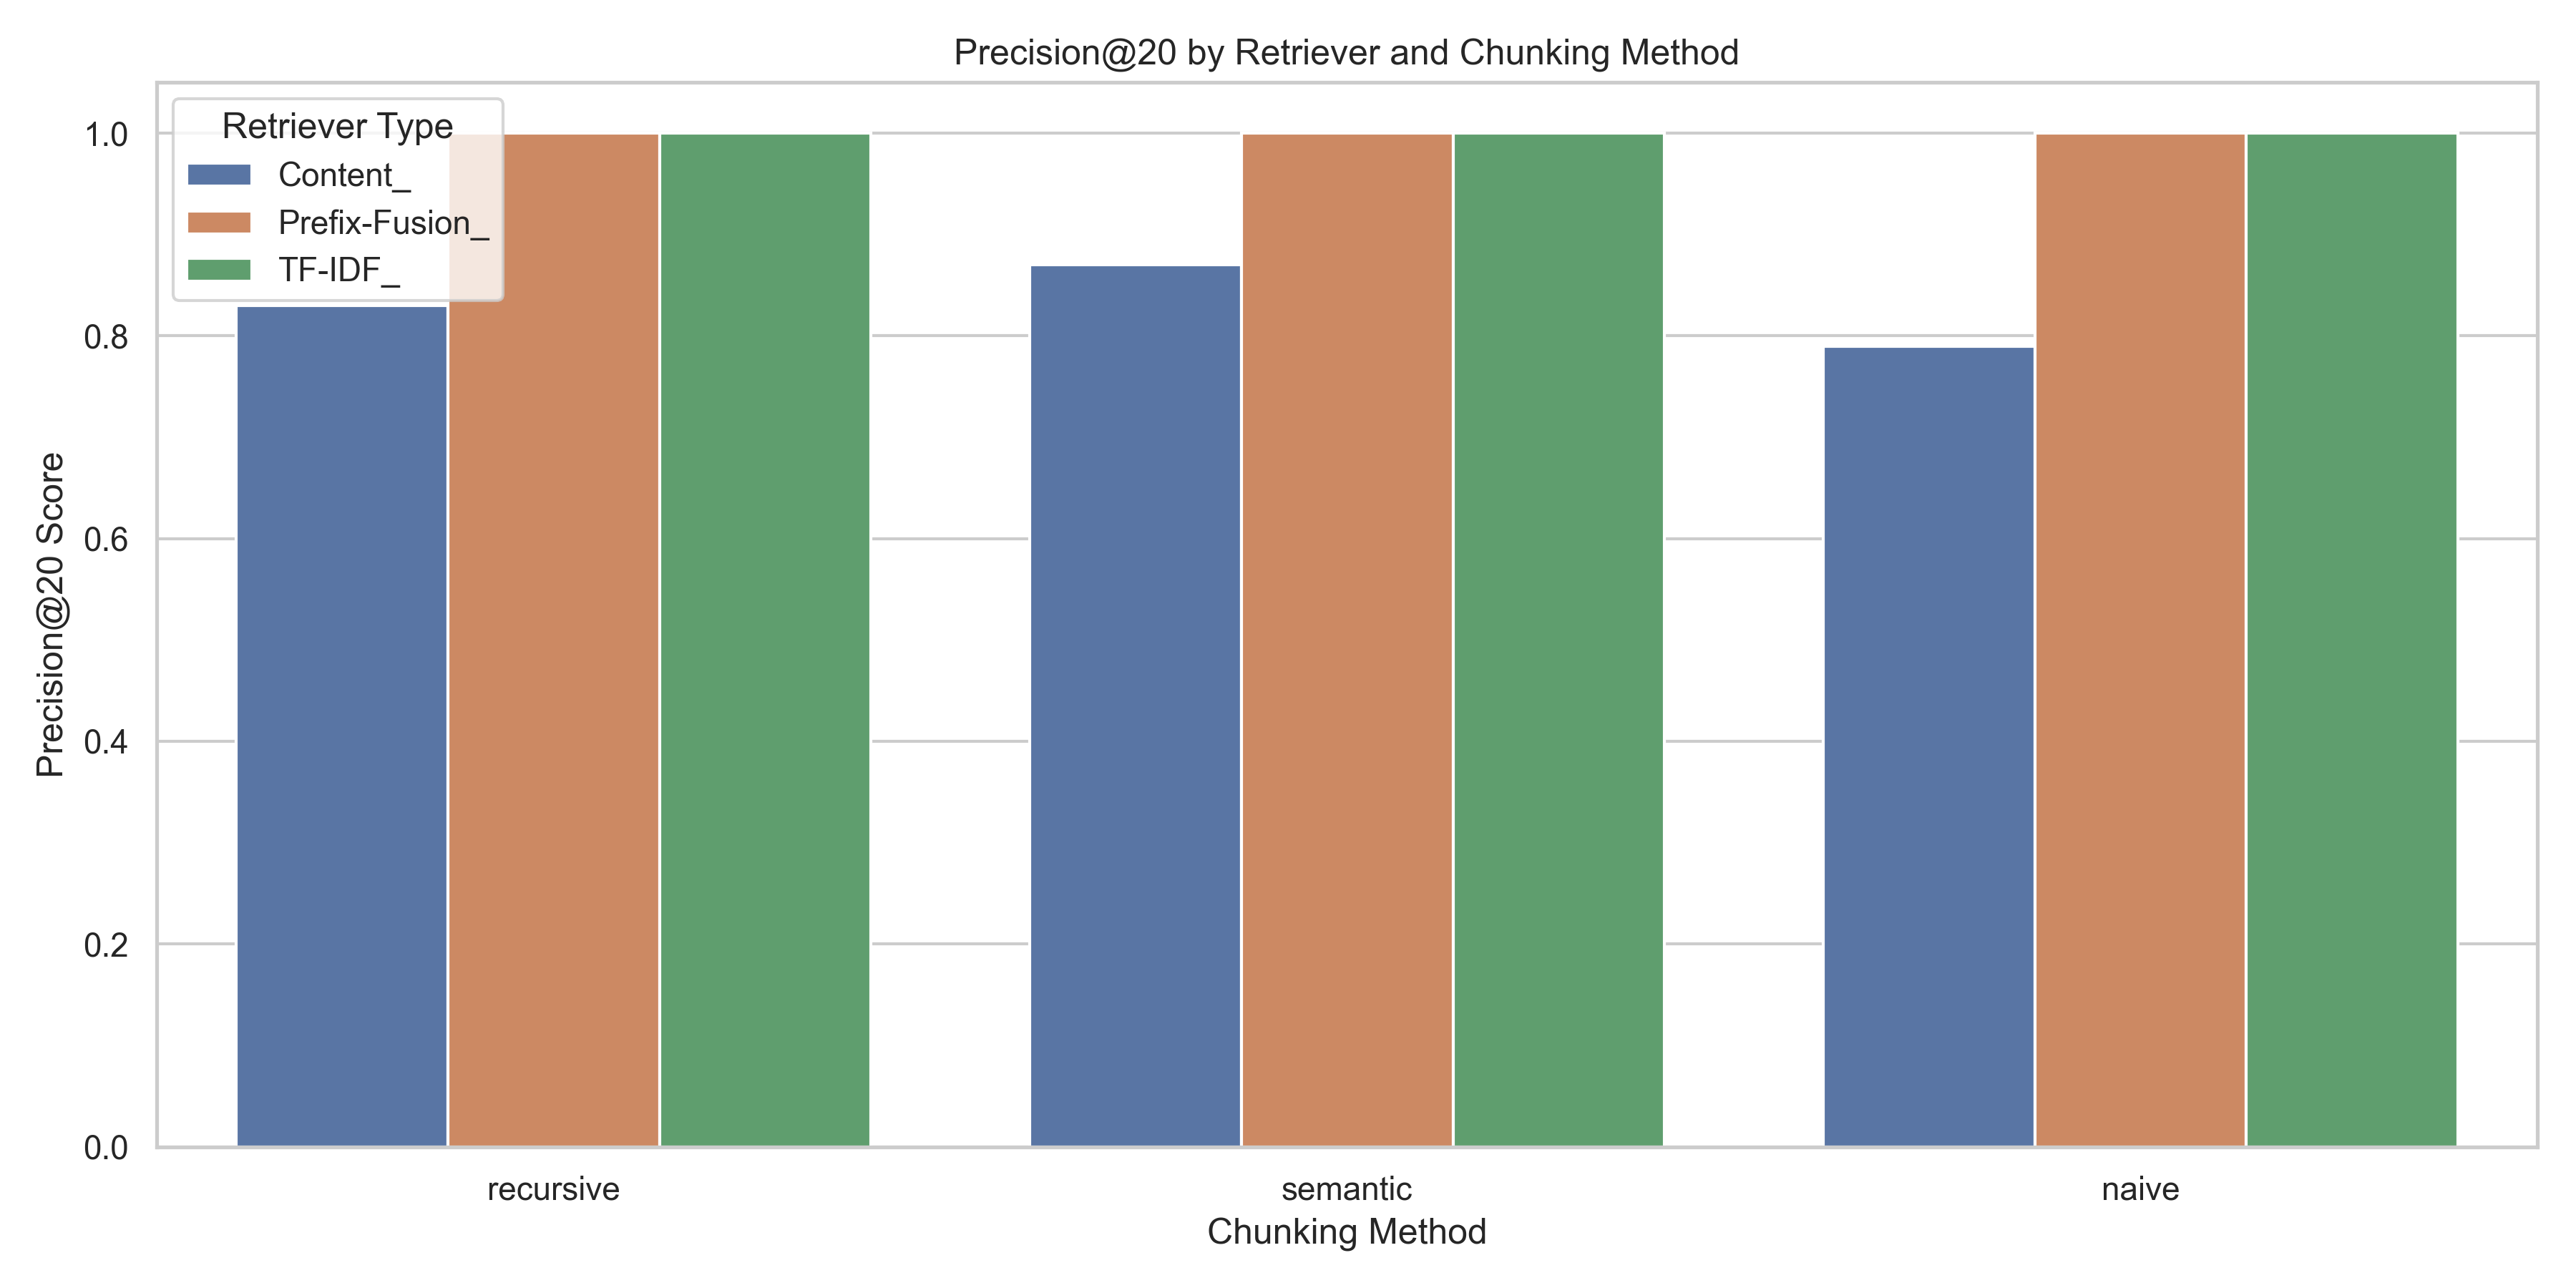 Precision@20 by Retriever and Chunking Method
Retriever Type
Content_
Prefix-Fusion_
TF-IDF_
Precision@20 Score
1.0
0.8
0.6
0.4
0.2
0.0
recursive
semantic
naive
Chunking Method